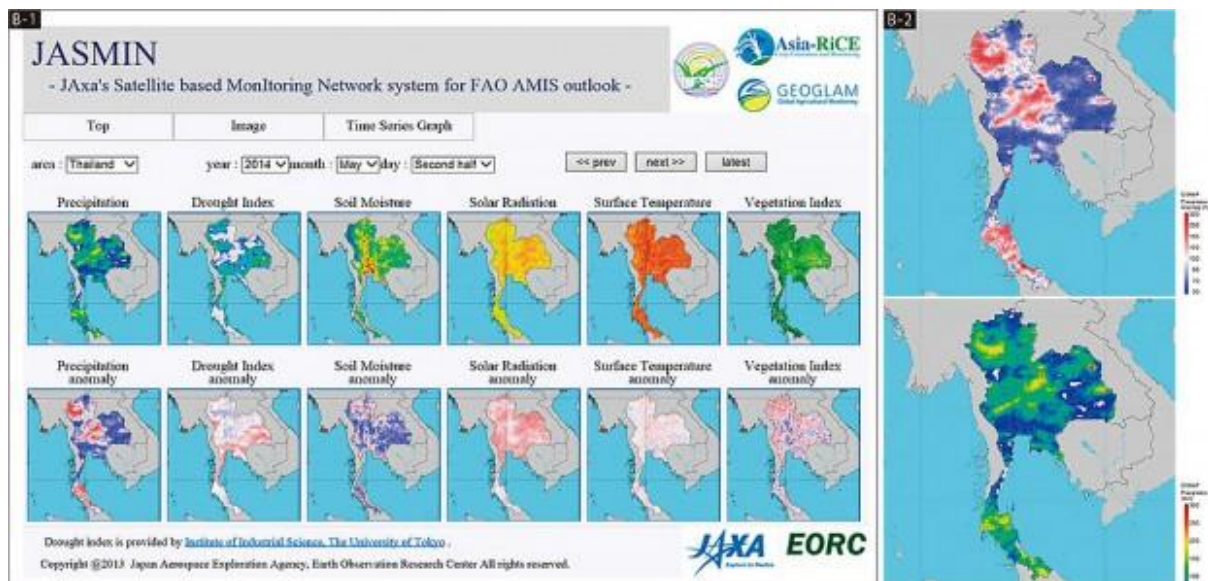 B-1
JASMIN
- JAxa's Satellite based MonItoring Network system for FAO AMIS outlook -
Asia-RiCE
GEOGLAM
Global Agricultural Monitoring
Top Image Time Series Graph
area : Thailand year : 2014 month : May day : Second half << prev next >> latest
Precipitation Drought Index Soil Moisture Solar Radiation Surface Temperature Vegetation Index
Precipitation anomaly Drought Index anomaly Soil Moisture anomaly Solar Radiation anomaly Surface Temperature anomaly Vegetation Index anomaly
Drought index is provided by Institute of Industrial Science, The University of Tokyo .
Copyright @2013 Japan Aerospace Exploration Agency, Earth Observation Research Center All rights reserved.
JAXA EORC
B-2